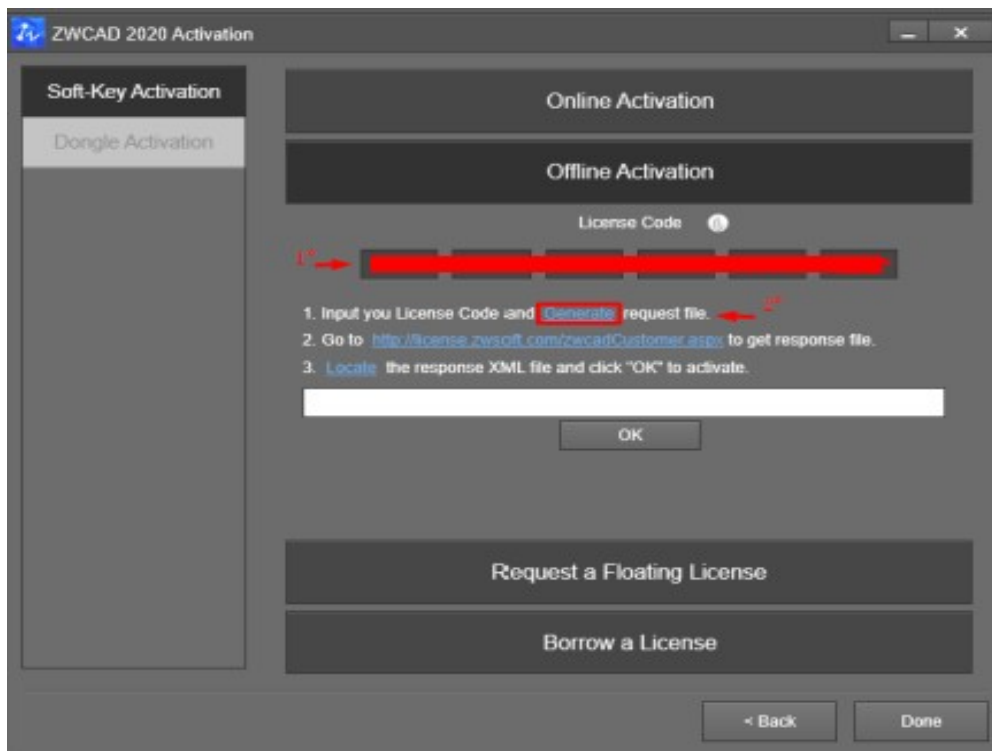 ZWCAD 2020 Activation
Soft-Key Activation
Dongle Activation
Online Activation
Offline Activation
License Code
1°
1. Input you License Code and Generate request file.
2°
2. Go to http://license.zwsoft.com/zwcadCustomer.aspx to get response file.
3. Locate the response XML file and click "OK" to activate.
OK
Request a Floating License
Borrow a License
< Back
Done